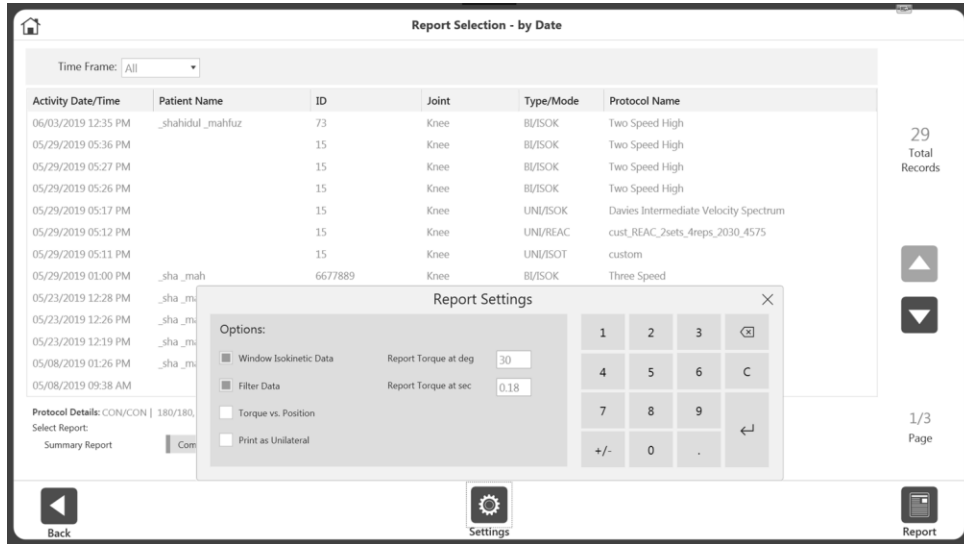 Report Selection - by Date
Time Frame: All
Activity Date/Time Patient Name ID Joint Type/Mode Protocol Name
06/03/2019 12:35 PM _shahidul _mahfuz 73 Knee BI/ISOK Two Speed High
05/29/2019 05:36 PM 15 Knee BI/ISOK Two Speed High
05/29/2019 05:27 PM 15 Knee BI/ISOK Two Speed High
05/29/2019 05:26 PM 15 Knee BI/ISOK Two Speed High
05/29/2019 05:17 PM 15 Knee UNI/ISOK Davies Intermediate Velocity Spectrum
05/29/2019 05:12 PM 15 Knee UNI/REAC cust_REAC_2sets_4reps_2030_4575
05/29/2019 05:11 PM 15 Knee UNI/ISOT custom
05/29/2019 01:00 PM _sha _mah 6677889 Knee BI/ISOK Three Speed
05/23/2019 12:28 PM _sha
05/23/2019 12:26 PM _sha
05/23/2019 12:19 PM _sha
05/08/2019 01:26 PM _sha
05/08/2019 09:38 AM
Protocol Details: CON/CON | 180/180,
Select Report:
Summary Report Com
29
Total
Records
1/3
Page
Report Settings
Options:
Window Isokinetic Data Report Torque at deg 30
Filter Data Report Torque at sec 0.18
Torque vs. Position
Print as Unilateral
1 2 3
4 5 6 C
7 8 9
+/- 0 .
Back Settings Report